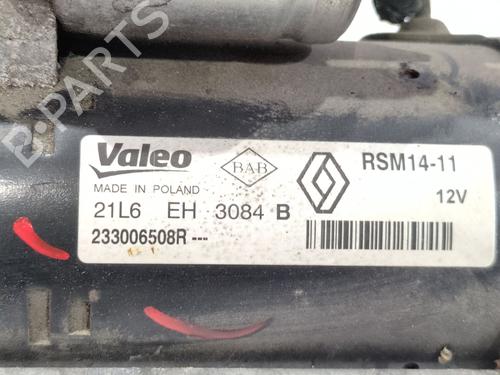 B-PARTS
Valeo BAB RSM14-11
MADE IN POLAND 12V
21L6 EH 3084 B
233006508R ---